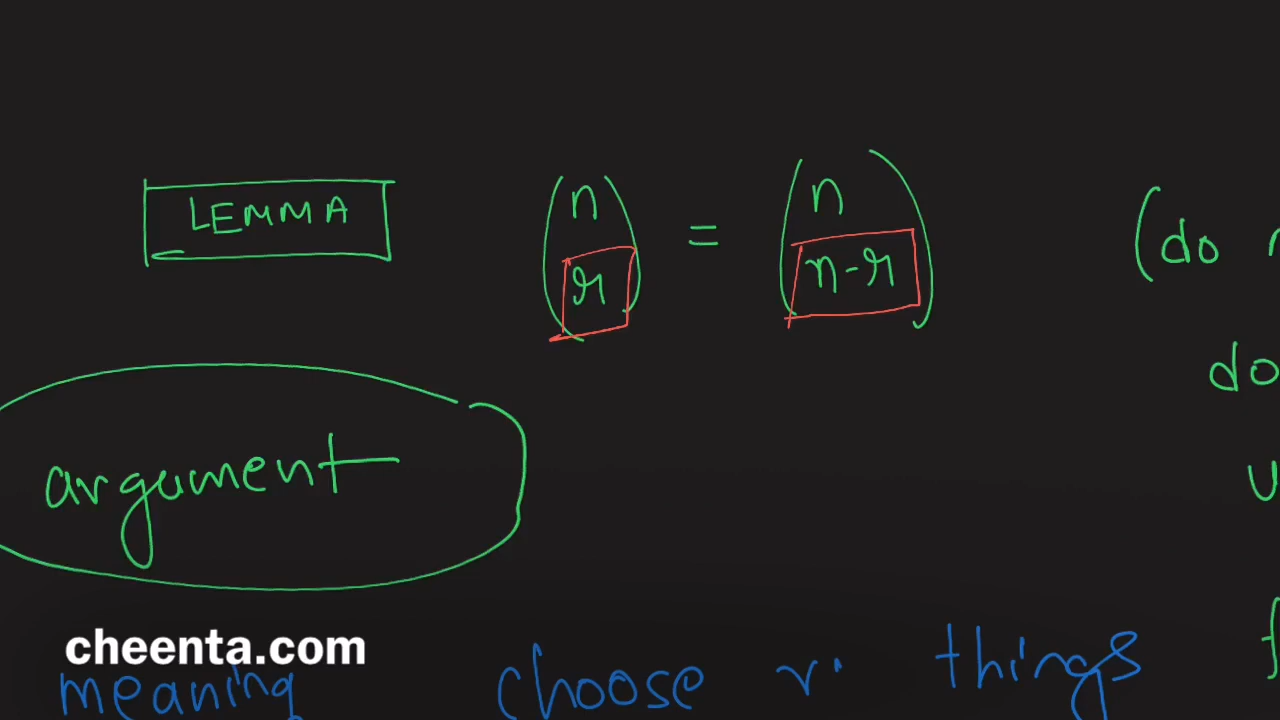 LEMMA
(n r) = (n n-r)
(do
do
argument
cheenta.com
meaning choose r things